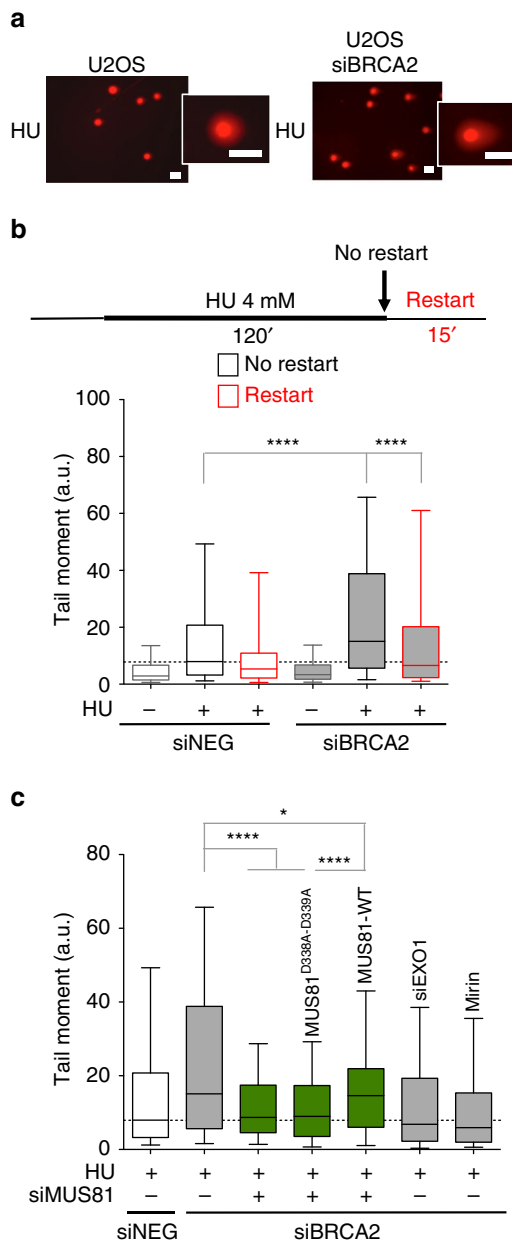 a
U2OS
U2OS
siBRCA2
HU
HU
b
No restart
HU 4 mM
Restart
120′
15′
No restart
Restart
Tail moment (a.u.)
100
80
60
40
20
0
****
****
HU
–
+
+
–
+
+
siNEG
siBRCA2
c
Tail moment (a.u.)
80
60
40
20
0
*
****
****
MUS81D338A-D339A
MUS81-WT
siEXO1
Mirin
HU
+
+
+
+
+
+
+
siMUS81
–
–
+
+
+
–
–
siNEG
siBRCA2